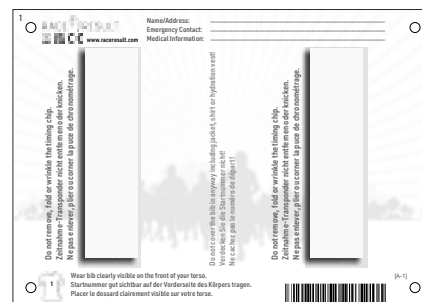 1
RACE RESULT
www.raceresult.com
Name/Address:
Emergency Contact:
Medical Information:
Do not remove, fold or wrinkle the timing chip.
Zeitnahme-Transponder nicht entfernen oder knicken.
Ne pas enlever, plier ou corner la puce de chronométrage.
Do not cover the bib in anyway including jacket, shirt or hydration vest!
Verdecken Sie die Startnummer nicht!
Ne cachez pas le numéro de départ!
Do not remove, fold or wrinkle the timing chip.
Zeitnahme-Transponder nicht entfernen oder knicken.
Ne pas enlever, plier ou corner la puce de chronométrage.
1
Wear bib clearly visible on the front of your torso.
Startnummer gut sichtbar auf der Vorderseite des Körpers tragen.
Placer le dossard clairement visible sur votre torse.
[A-1]